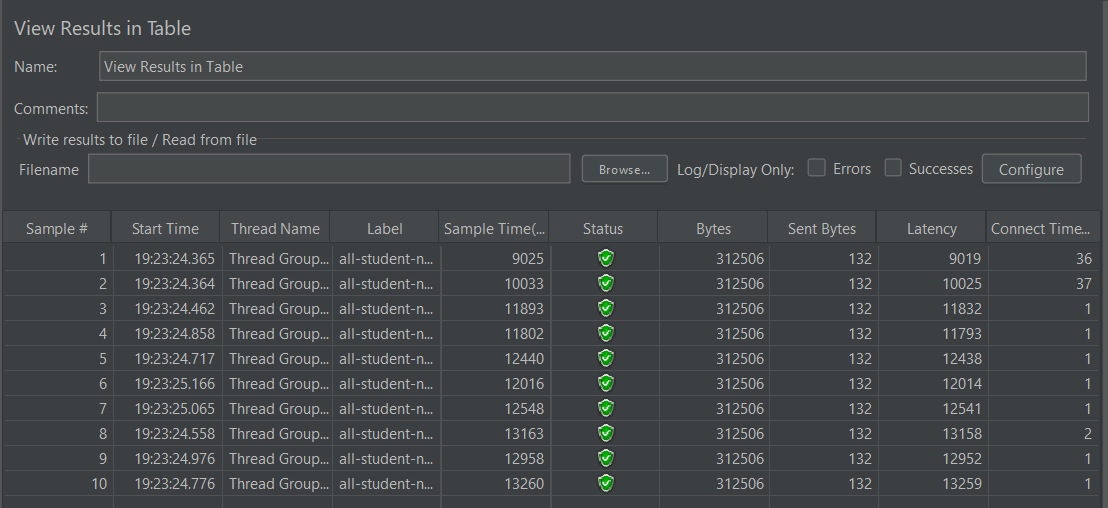 View Results in Table
Name: View Results in Table
Comments:
Write results to file / Read from file
Filename Browse... Log/Display Only: Errors Successes Configure
Sample # Start Time Thread Name Label Sample Time(... Status Bytes Sent Bytes Latency Connect Time...
1 19:23:24.365 Thread Group... all-student-n... 9025 312506 132 9019 36
2 19:23:24.364 Thread Group... all-student-n... 10033 312506 132 10025 37
3 19:23:24.462 Thread Group... all-student-n... 11893 312506 132 11832 1
4 19:23:24.858 Thread Group... all-student-n... 11802 312506 132 11793 1
5 19:23:24.717 Thread Group... all-student-n... 12440 312506 132 12438 1
6 19:23:25.166 Thread Group... all-student-n... 12016 312506 132 12014 1
7 19:23:25.065 Thread Group... all-student-n... 12548 312506 132 12541 1
8 19:23:24.558 Thread Group... all-student-n... 13163 312506 132 13158 2
9 19:23:24.976 Thread Group... all-student-n... 12958 312506 132 12952 1
10 19:23:24.776 Thread Group... all-student-n... 13260 312506 132 13259 1